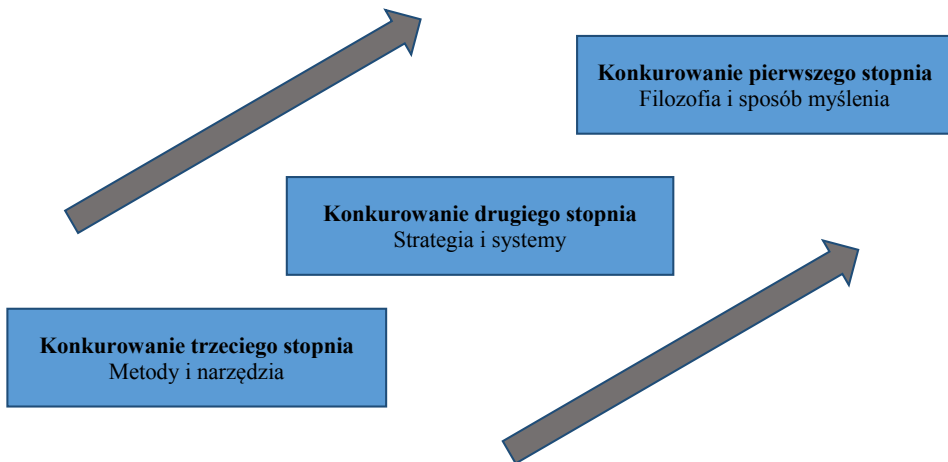 Konkurowanie pierwszego stopnia
Filozofia i sposób myślenia
Konkurowanie drugiego stopnia
Strategia i systemy
Konkurowanie trzeciego stopnia
Metody i narzędzia